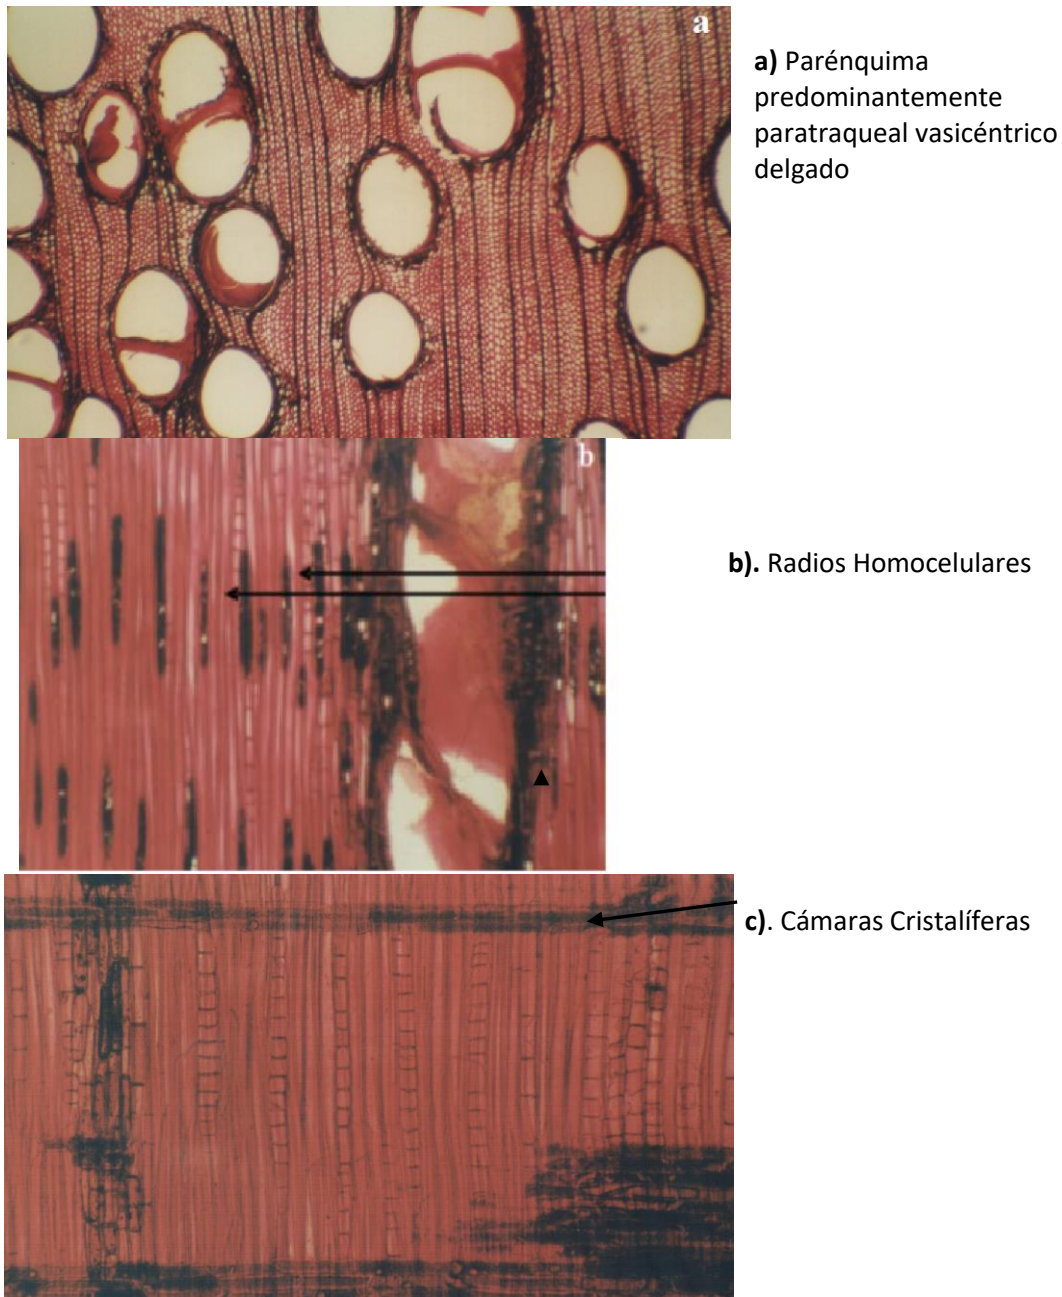 a
a) Parénquima
predominantemente
paratraqueal vasicéntrico
delgado
b
b). Radios Homocelulares
c). Cámaras Cristalíferas